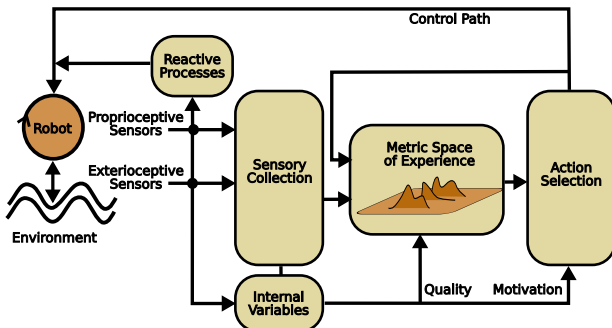 Control Path
Reactive
Processes
Robot
Proprioceptive
Sensors
Exterioceptive
Sensors
Sensory
Collection
Metric Space
of Experience
Action
Selection
Environment
Internal
Variables
Quality
Motivation